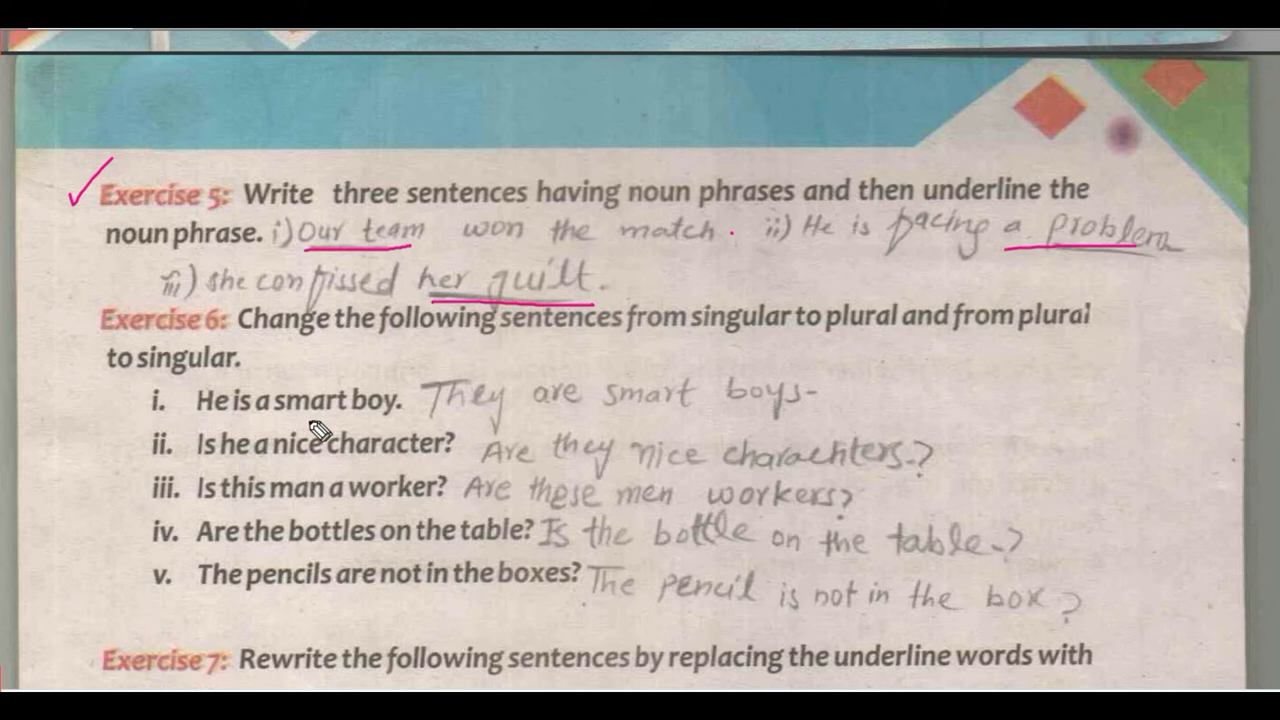 Exercise 5: Write three sentences having noun phrases and then underline the
noun phrase. i) Our team won the match. ii) He is facing a problem
iii) she confissed her guilt.
Exercise 6: Change the following sentences from singular to plural and from plural
to singular.
i. He is a smart boy. They are smart boys-
ii. Is he a nice character? Are they nice charachters.?
iii. Is this man a worker? Are these men workers?
iv. Are the bottles on the table? Is the bottle on the table.?
v. The pencils are not in the boxes? The pencil is not in the box?
Exercise 7: Rewrite the following sentences by replacing the underline words with